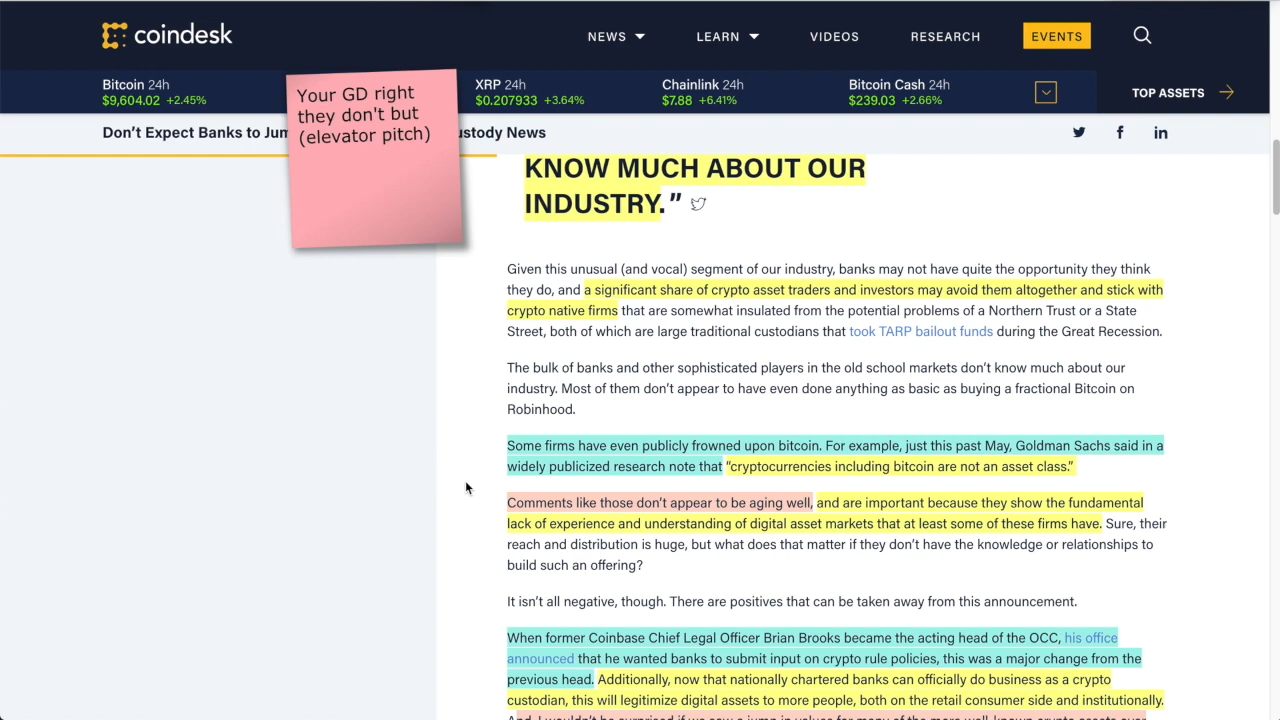 coindesk
NEWS LEARN VIDEOS RESEARCH EVENTS
Bitcoin 24h
$9,604.02 +2.45%
XRP 24h
$0.207933 +3.64%
Chainlink 24h
$7.88 +6.41%
Bitcoin Cash 24h
$239.03 +2.66%
TOP ASSETS
Your GD right
they don't but
(elevator pitch)
Don’t Expect Banks to Jum
ustody News
KNOW MUCH ABOUT OUR
INDUSTRY.”
Given this unusual (and vocal) segment of our industry, banks may not have quite the opportunity they think
they do, and a significant share of crypto asset traders and investors may avoid them altogether and stick with
crypto native firms that are somewhat insulated from the potential problems of a Northern Trust or a State
Street, both of which are large traditional custodians that took TARP bailout funds during the Great Recession.
The bulk of banks and other sophisticated players in the old school markets don’t know much about our
industry. Most of them don’t appear to have even done anything as basic as buying a fractional Bitcoin on
Robinhood.
Some firms have even publicly frowned upon bitcoin. For example, just this past May, Goldman Sachs said in a
widely publicized research note that “cryptocurrencies including bitcoin are not an asset class.”
Comments like those don’t appear to be aging well, and are important because they show the fundamental
lack of experience and understanding of digital asset markets that at least some of these firms have. Sure, their
reach and distribution is huge, but what does that matter if they don’t have the knowledge or relationships to
build such an offering?
It isn’t all negative, though. There are positives that can be taken away from this announcement.
When former Coinbase Chief Legal Officer Brian Brooks became the acting head of the OCC, his office
announced that he wanted banks to submit input on crypto rule policies, this was a major change from the
previous head. Additionally, now that nationally chartered banks can officially do business as a crypto
custodian, this will legitimize digital assets to more people, both on the retail consumer side and institutionally.